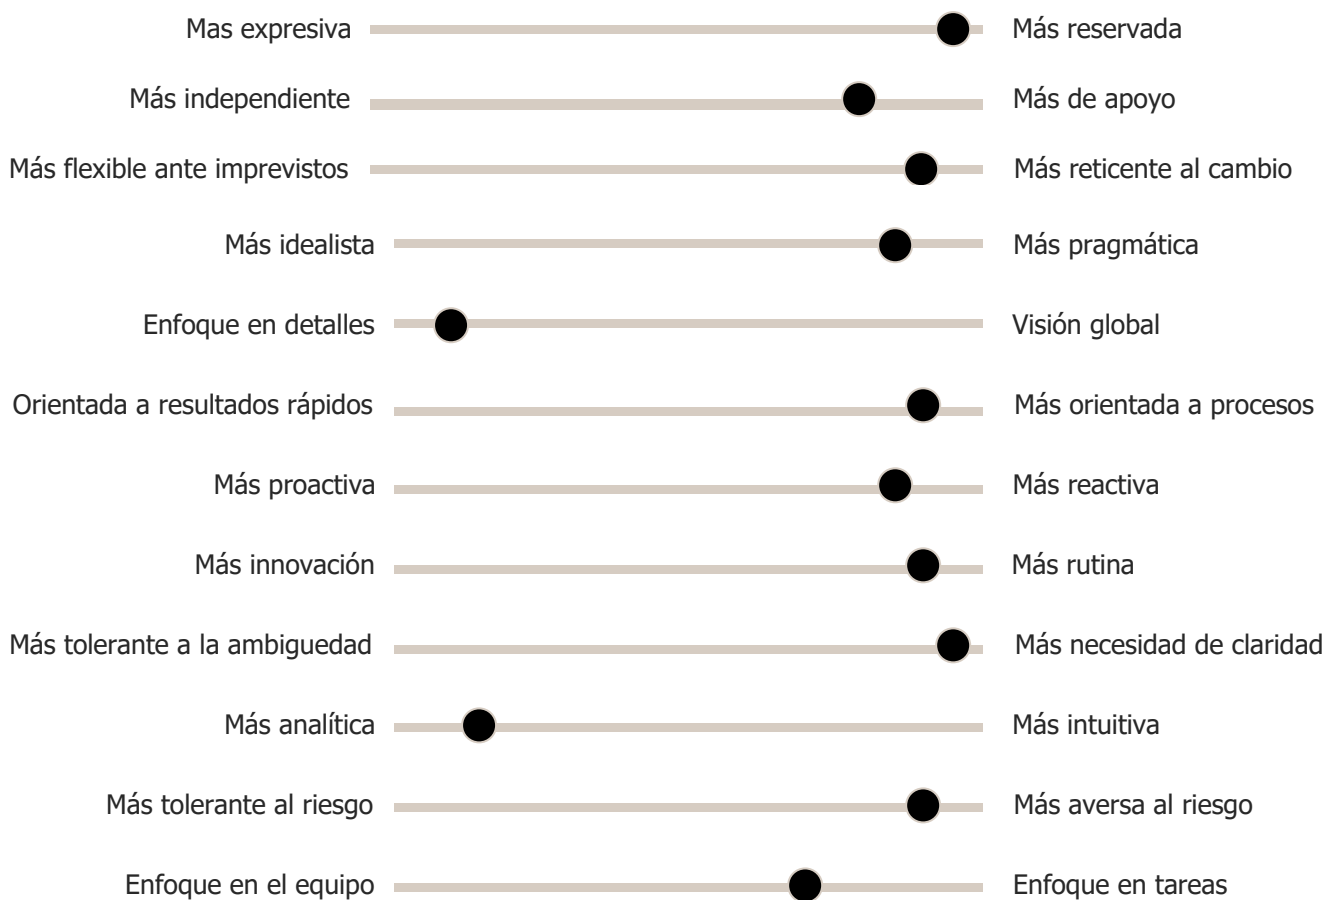 Mas expresiva Más reservada
Más independiente Más de apoyo
Más flexible ante imprevistos Más reticente al cambio
Más idealista Más pragmática
Enfoque en detalles Visión global
Orientada a resultados rápidos Más orientada a procesos
Más proactiva Más reactiva
Más innovación Más rutina
Más tolerante a la ambiguedad Más necesidad de claridad
Más analítica Más intuitiva
Más tolerante al riesgo Más aversa al riesgo
Enfoque en el equipo Enfoque en tareas